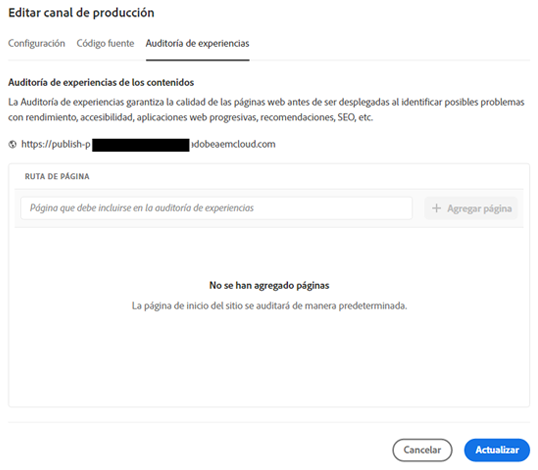 Editar canal de producción
Configuración Código fuente Auditoría de experiencias
Auditoría de experiencias de los contenidos
La Auditoría de experiencias garantiza la calidad de las páginas web antes de ser desplegadas al identificar posibles problemas
con rendimiento, accesibilidad, aplicaciones web progresivas, recomendaciones, SEO, etc.
https://publish-p adobeaemcloud.com
RUTA DE PÁGINA
Página que debe incluirse en la auditoría de experiencias
+ Agregar página
No se han agregado páginas
La página de inicio del sitio se auditará de manera predeterminada.
Cancelar Actualizar